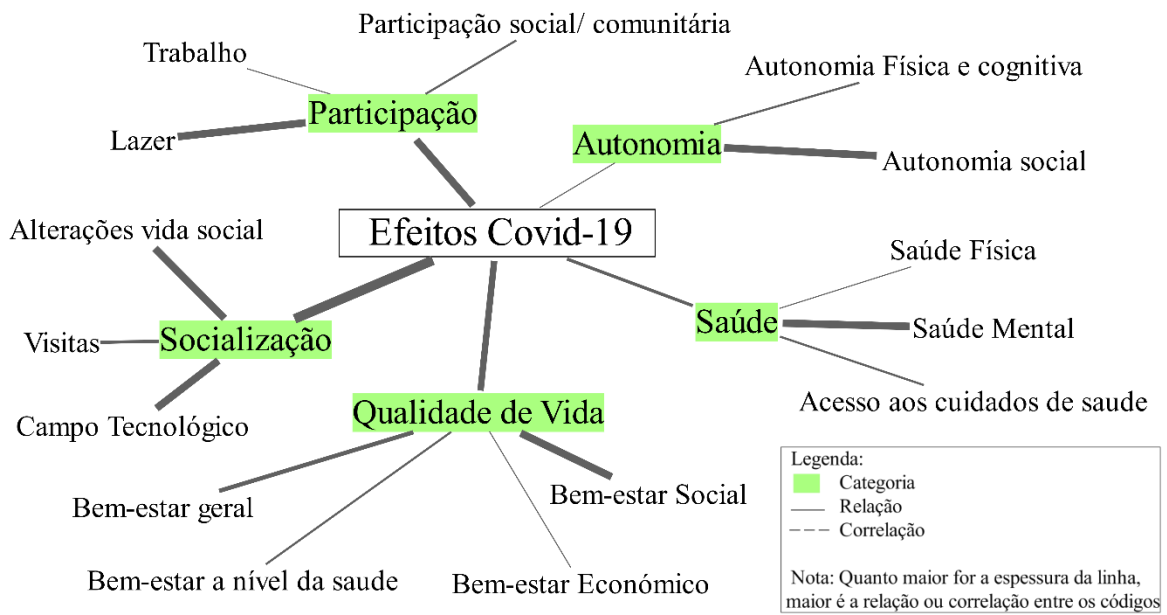 Participação social/ comunitária
Trabalho
Participação
Lazer
Autonomia Física e cognitiva
Autonomia
Autonomia social
Efeitos Covid-19
Alterações vida social
Visitas
Socialização
Campo Tecnológico
Saúde Física
Saúde
Saúde Mental
Acesso aos cuidados de saude
Qualidade de Vida
Bem-estar geral
Bem-estar Social
Bem-estar a nível da saude
Bem-estar Económico
Legenda:
Categoria
Relação
Correlação
Nota: Quanto maior for a espessura da linha,
maior é a relação ou correlação entre os códigos